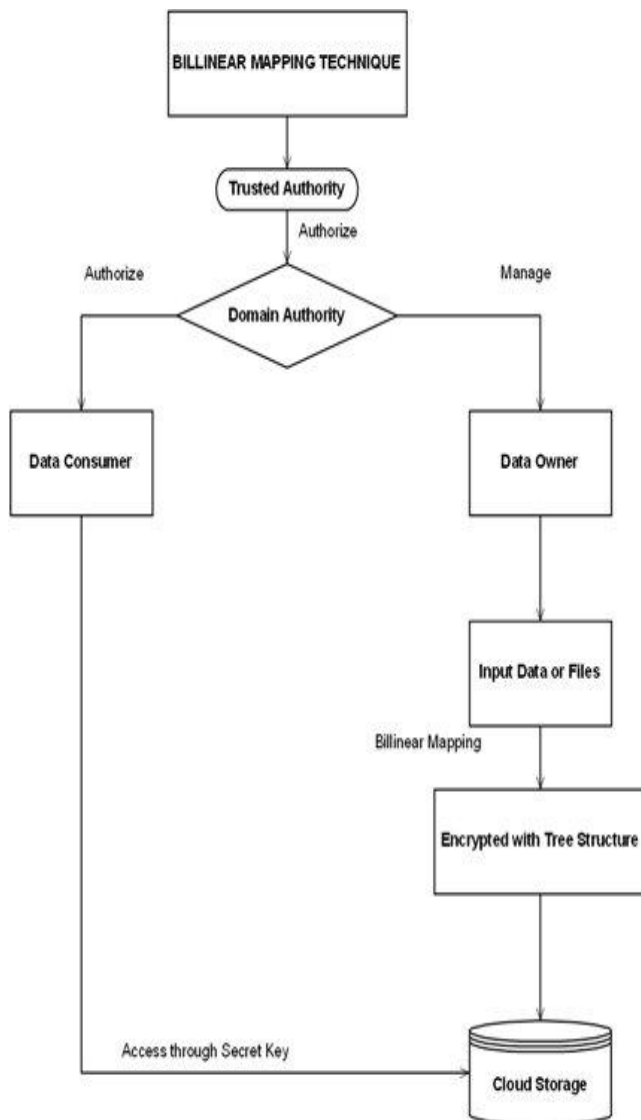 BILLINEAR MAPPING TECHNIQUE
Trusted Authority
Authorize
Authorize
Manage
Domain Authority
Data Consumer
Data Owner
Input Data or Files
Billinear Mapping
Encrypted with Tree Structure
Access through Secret Key
Cloud Storage